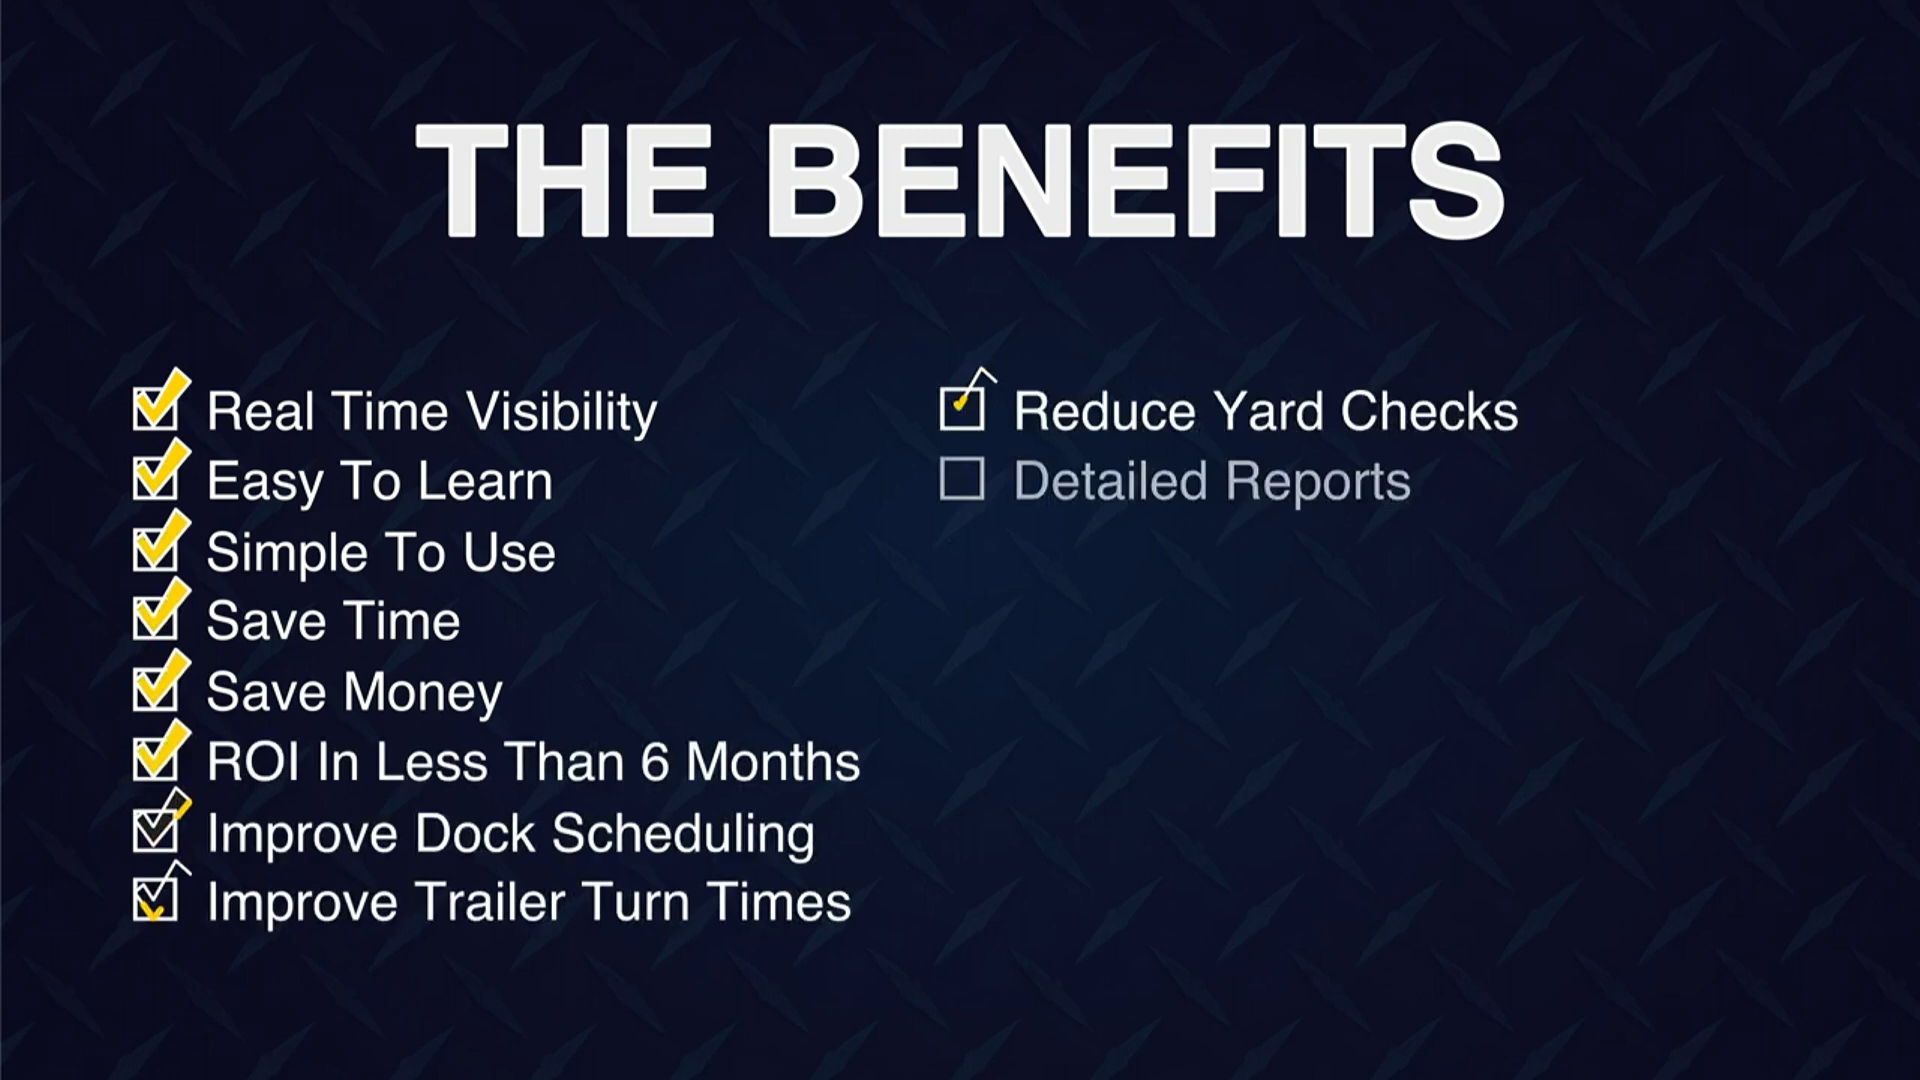 THE BENEFITS
Real Time Visibility
Easy To Learn
Simple To Use
Save Time
Save Money
ROI In Less Than 6 Months
Improve Dock Scheduling
Improve Trailer Turn Times
Reduce Yard Checks
Detailed Reports